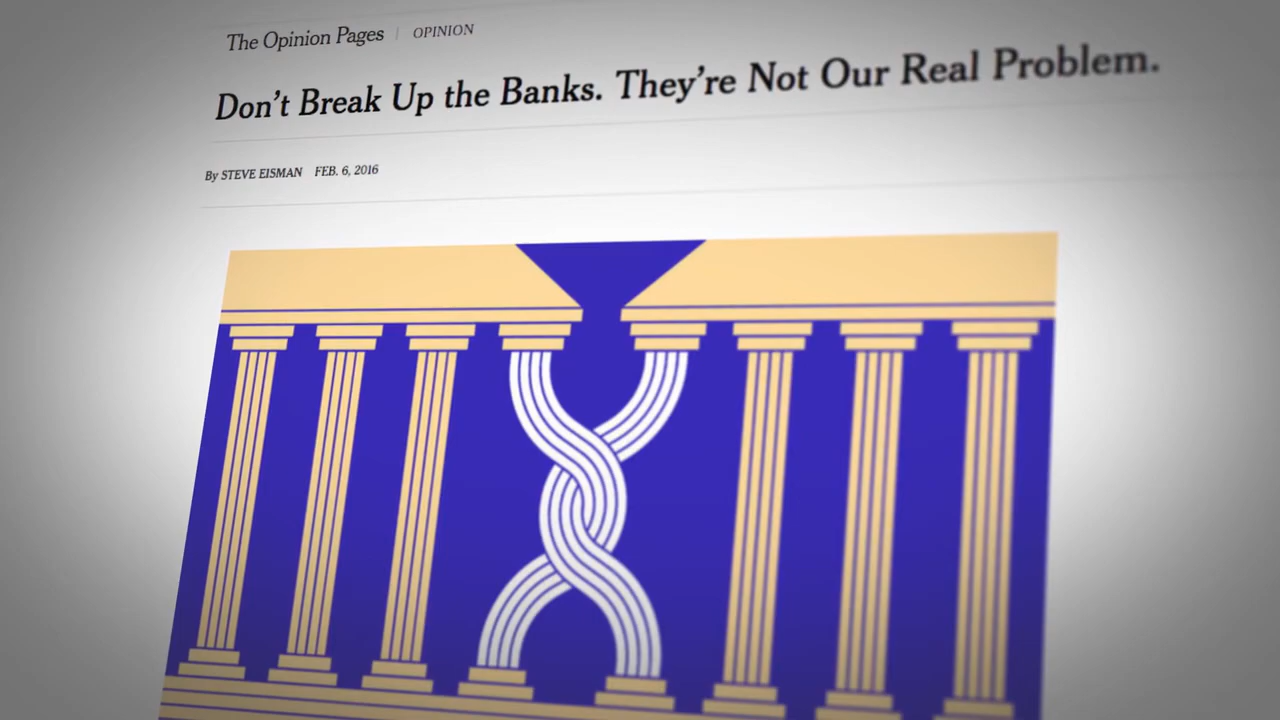 The Opinion Pages | OPINION
Don't Break Up the Banks. They're Not Our Real Problem.
By STEVE EISMAN FEB. 6, 2016